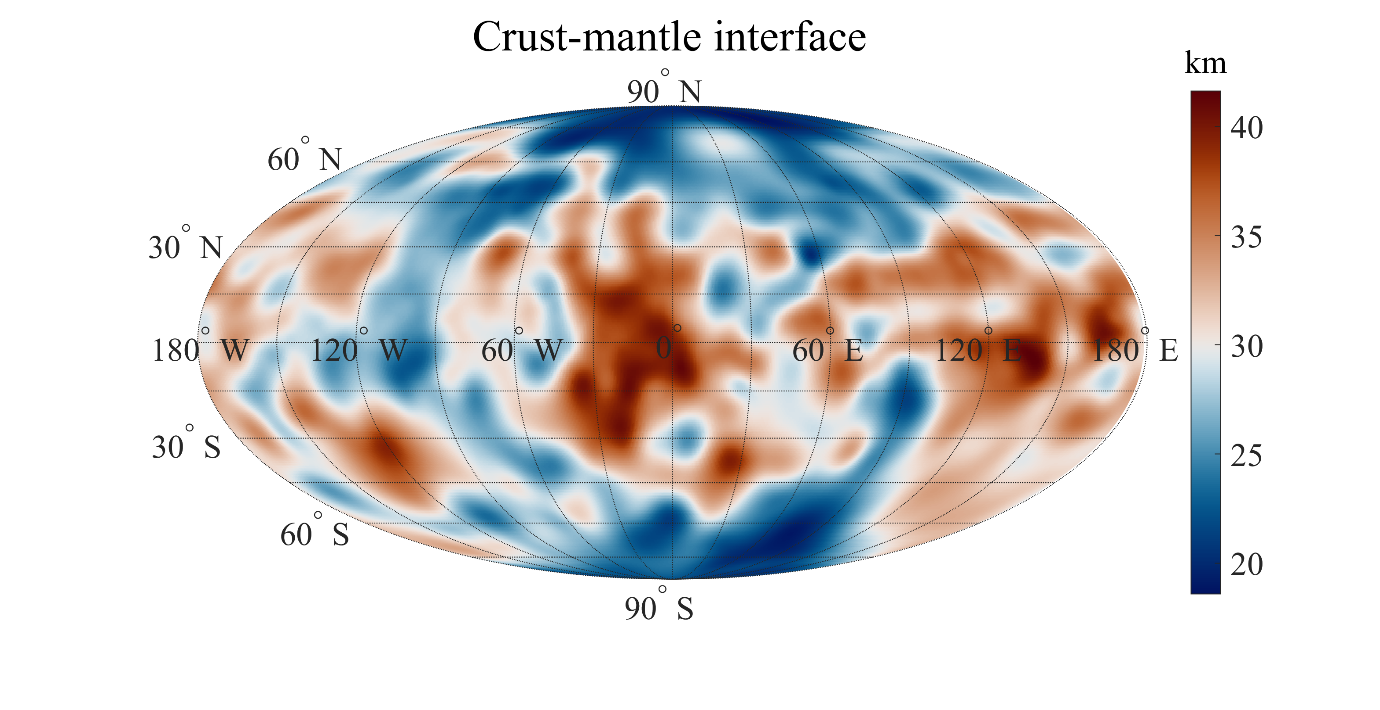 Crust-mantle interface
km
90° N
60° N
30° N
180° W
120° W
60° W
0°
60° E
120° E
180° E
30° S
60° S
90° S
40
35
30
25
20